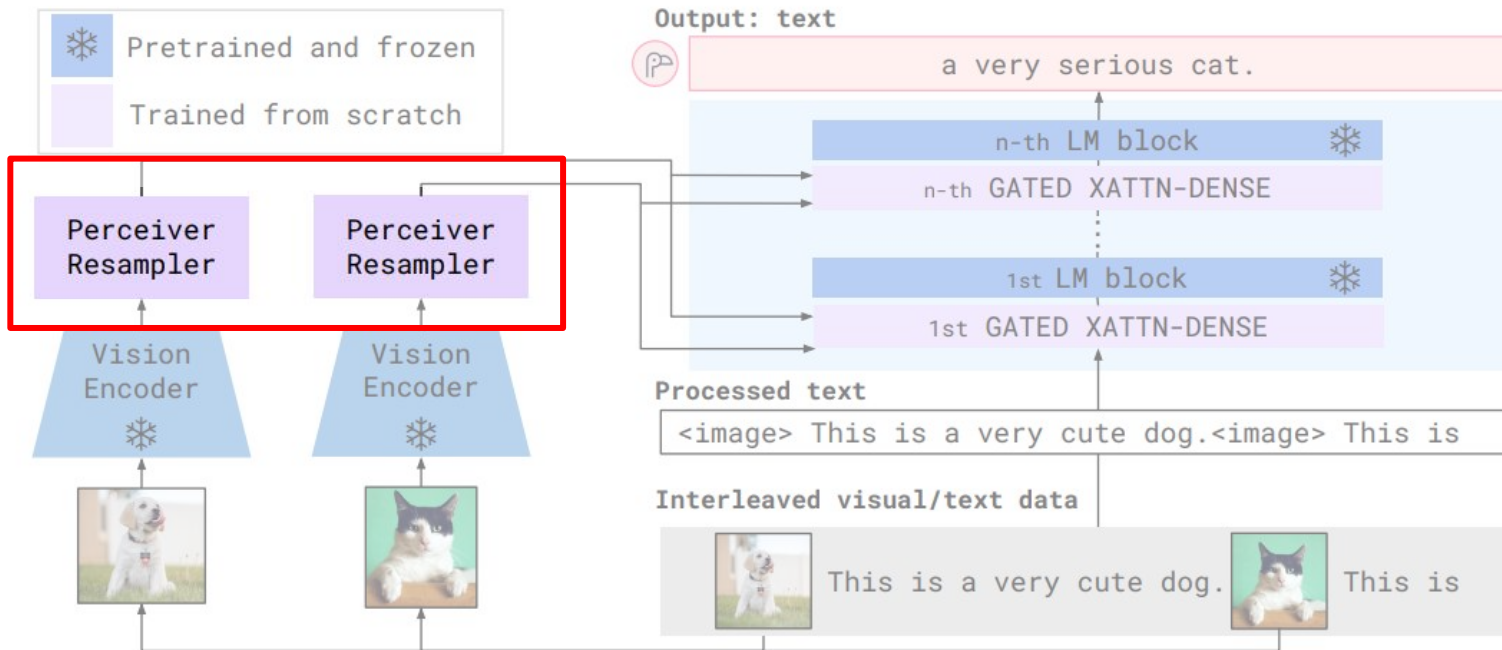 Pretrained and frozen
Trained from scratch
Perceiver
Resampler
Perceiver
Resampler
Vision
Encoder
Vision
Encoder
Output: text
a very serious cat.
n-th LM block
n-th GATED XATTN-DENSE
1st LM block
1st GATED XATTN-DENSE
Processed text
<image> This is a very cute dog.<image> This is
Interleaved visual/text data
This is a very cute dog.
This is